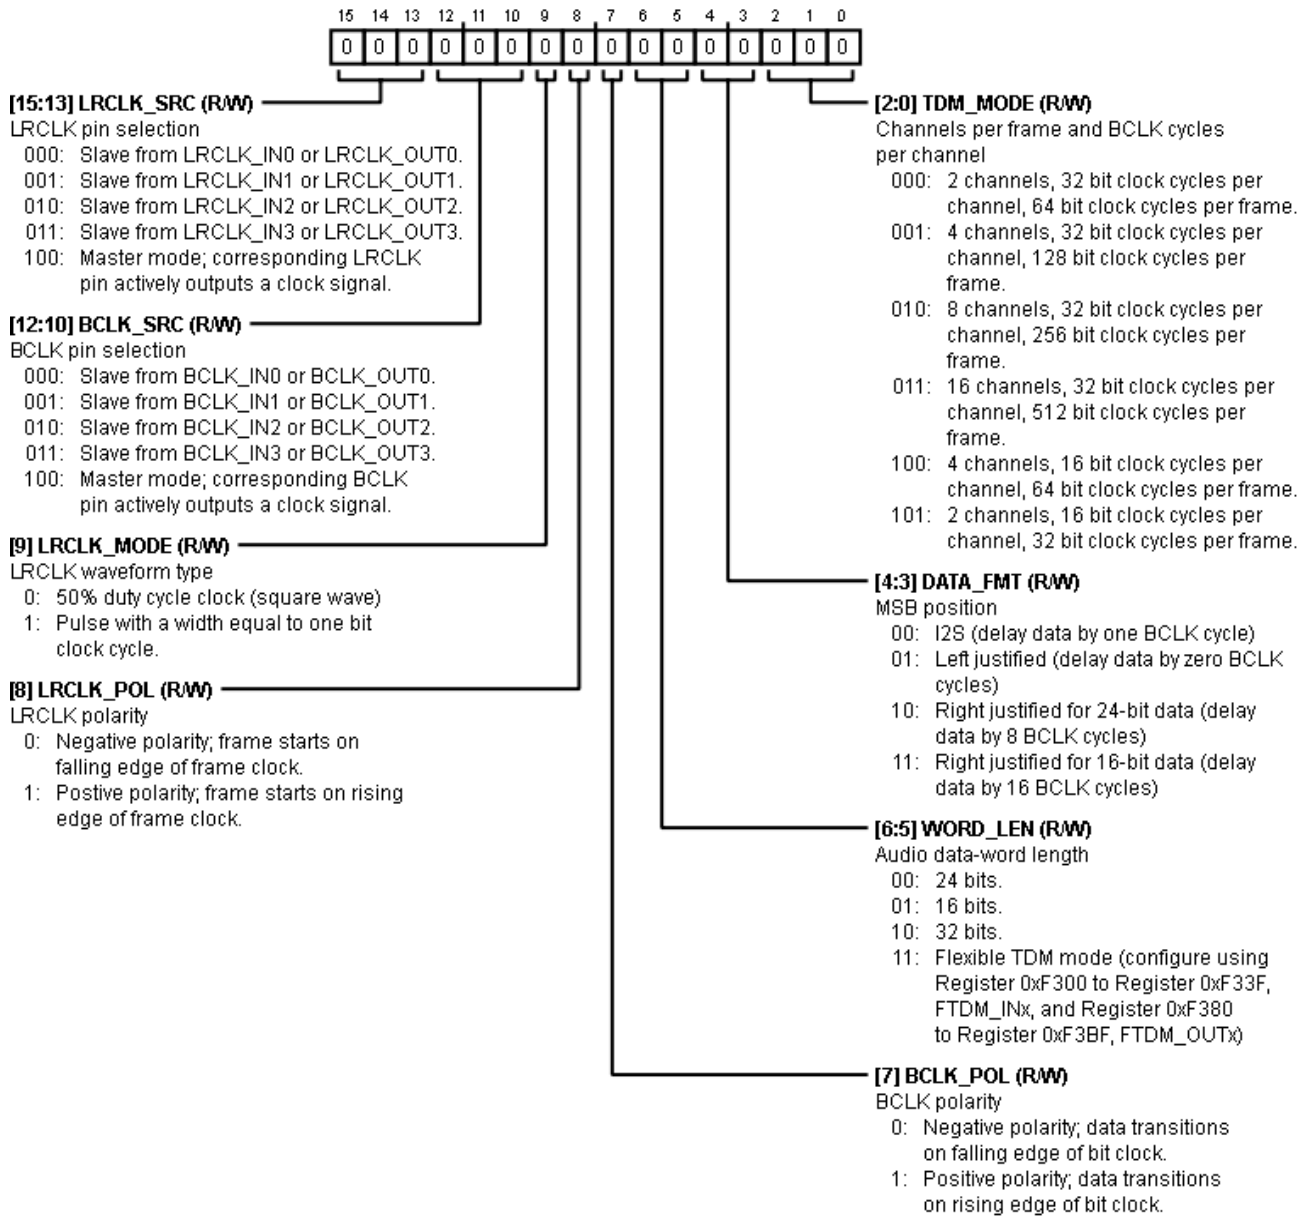 15 14 13 12 11 10 9 8 7 6 5 4 3 2 1 0
0 0 0 0 0 0 0 0 0 0 0 0 0 0 0 0
[15:13] LRCLK_SRC (R/W)
LRCLK pin selection
000: Slave from LRCLK_IN0 or LRCLK_OUT0.
001: Slave from LRCLK_IN1 or LRCLK_OUT1.
010: Slave from LRCLK_IN2 or LRCLK_OUT2.
011: Slave from LRCLK_IN3 or LRCLK_OUT3.
100: Master mode; corresponding LRCLK
pin actively outputs a clock signal.
[12:10] BCLK_SRC (R/W)
BCLK pin selection
000: Slave from BCLK_IN0 or BCLK_OUT0.
001: Slave from BCLK_IN1 or BCLK_OUT1.
010: Slave from BCLK_IN2 or BCLK_OUT2.
011: Slave from BCLK_IN3 or BCLK_OUT3.
100: Master mode; corresponding BCLK
pin actively outputs a clock signal.
[9] LRCLK_MODE (R/W)
LRCLK waveform type
0: 50% duty cycle clock (square wave)
1: Pulse with a width equal to one bit
clock cycle.
[8] LRCLK_POL (R/W)
LRCLK polarity
0: Negative polarity; frame starts on
falling edge of frame clock.
1: Postive polarity; frame starts on rising
edge of frame clock.
[2:0] TDM_MODE (R/W)
Channels per frame and BCLK cycles
per channel
000: 2 channels, 32 bit clock cycles per
channel, 64 bit clock cycles per frame.
001: 4 channels, 32 bit clock cycles per
channel, 128 bit clock cycles per
frame.
010: 8 channels, 32 bit clock cycles per
channel, 256 bit clock cycles per
frame.
011: 16 channels, 32 bit clock cycles per
channel, 512 bit clock cycles per
frame.
100: 4 channels, 16 bit clock cycles per
channel, 64 bit clock cycles per frame.
101: 2 channels, 16 bit clock cycles per
channel, 32 bit clock cycles per frame.
[4:3] DATA_FMT (R/W)
MSB position
00: I2S (delay data by one BCLK cycle)
01: Left justified (delay data by zero BCLK
cycles)
10: Right justified for 24-bit data (delay
data by 8 BCLK cycles)
11: Right justified for 16-bit data (delay
data by 16 BCLK cycles)
[6:5] WORD_LEN (R/W)
Audio data-word length
00: 24 bits.
01: 16 bits.
10: 32 bits.
11: Flexible TDM mode (configure using
Register 0xF300 to Register 0xF33F,
FTDM_INx, and Register 0xF380
to Register 0xF3BF, FTDM_OUTx)
[7] BCLK_POL (R/W)
BCLK polarity
0: Negative polarity; data transitions
on falling edge of bit clock.
1: Positive polarity; data transitions
on rising edge of bit clock.